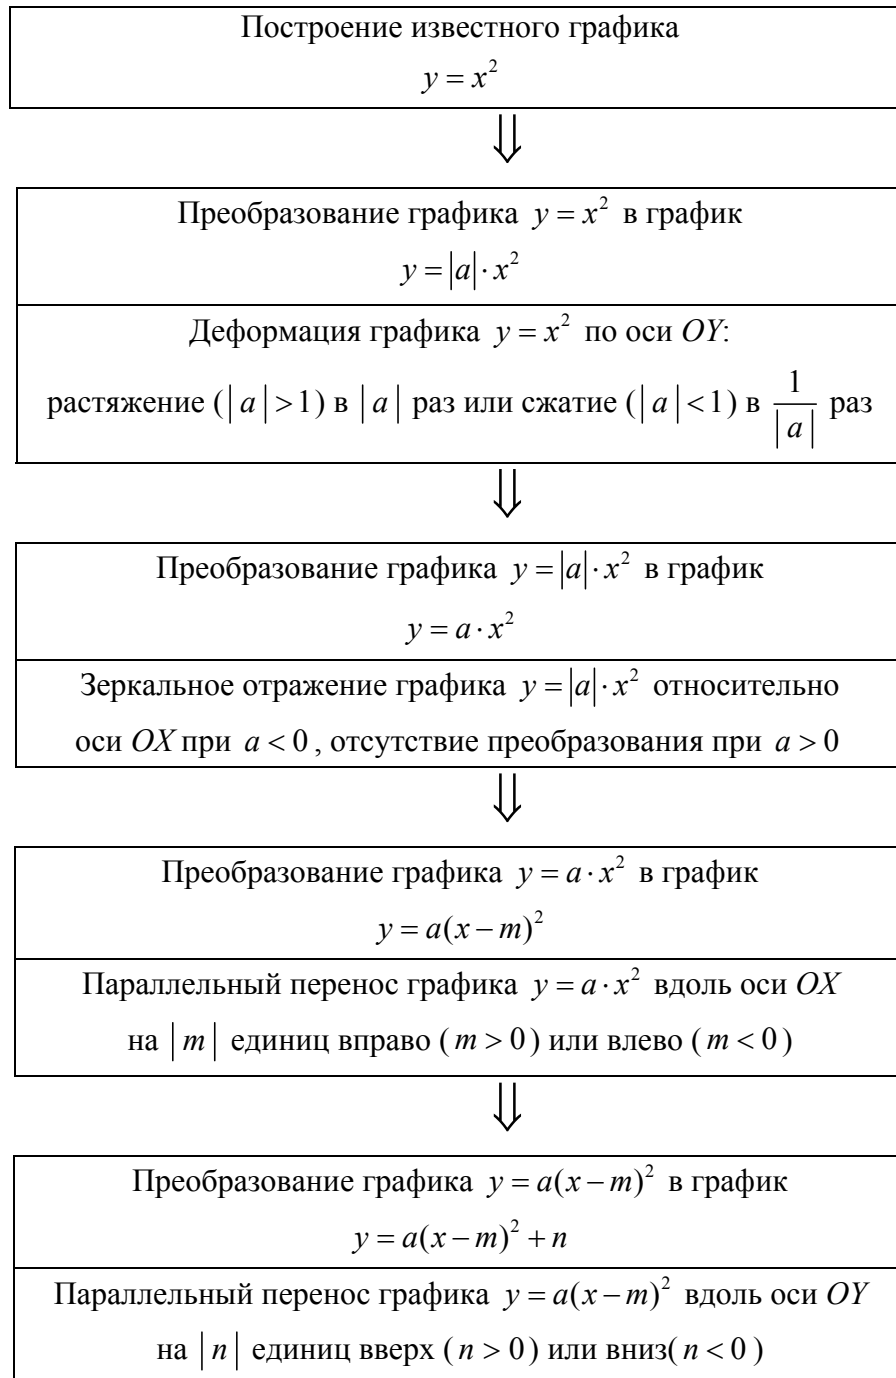 Построение известного графика
y = x²
⇓
Преобразование графика y = x² в график
y = |a| · x²
Деформация графика y = x² по оси OY:
растяжение (|a| > 1) в |a| раз или сжатие (|a| < 1) в 1/|a| раз
⇓
Преобразование графика y = |a| · x² в график
y = a · x²
Зеркальное отражение графика y = |a| · x² относительно
оси OX при a < 0 , отсутствие преобразования при a > 0
⇓
Преобразование графика y = a · x² в график
y = a(x − m)²
Параллельный перенос графика y = a · x² вдоль оси OX
на |m| единиц вправо (m > 0) или влево (m < 0)
⇓
Преобразование графика y = a(x − m)² в график
y = a(x − m)² + n
Параллельный перенос графика y = a(x − m)² вдоль оси OY
на |n| единиц вверх (n > 0) или вниз(n < 0)